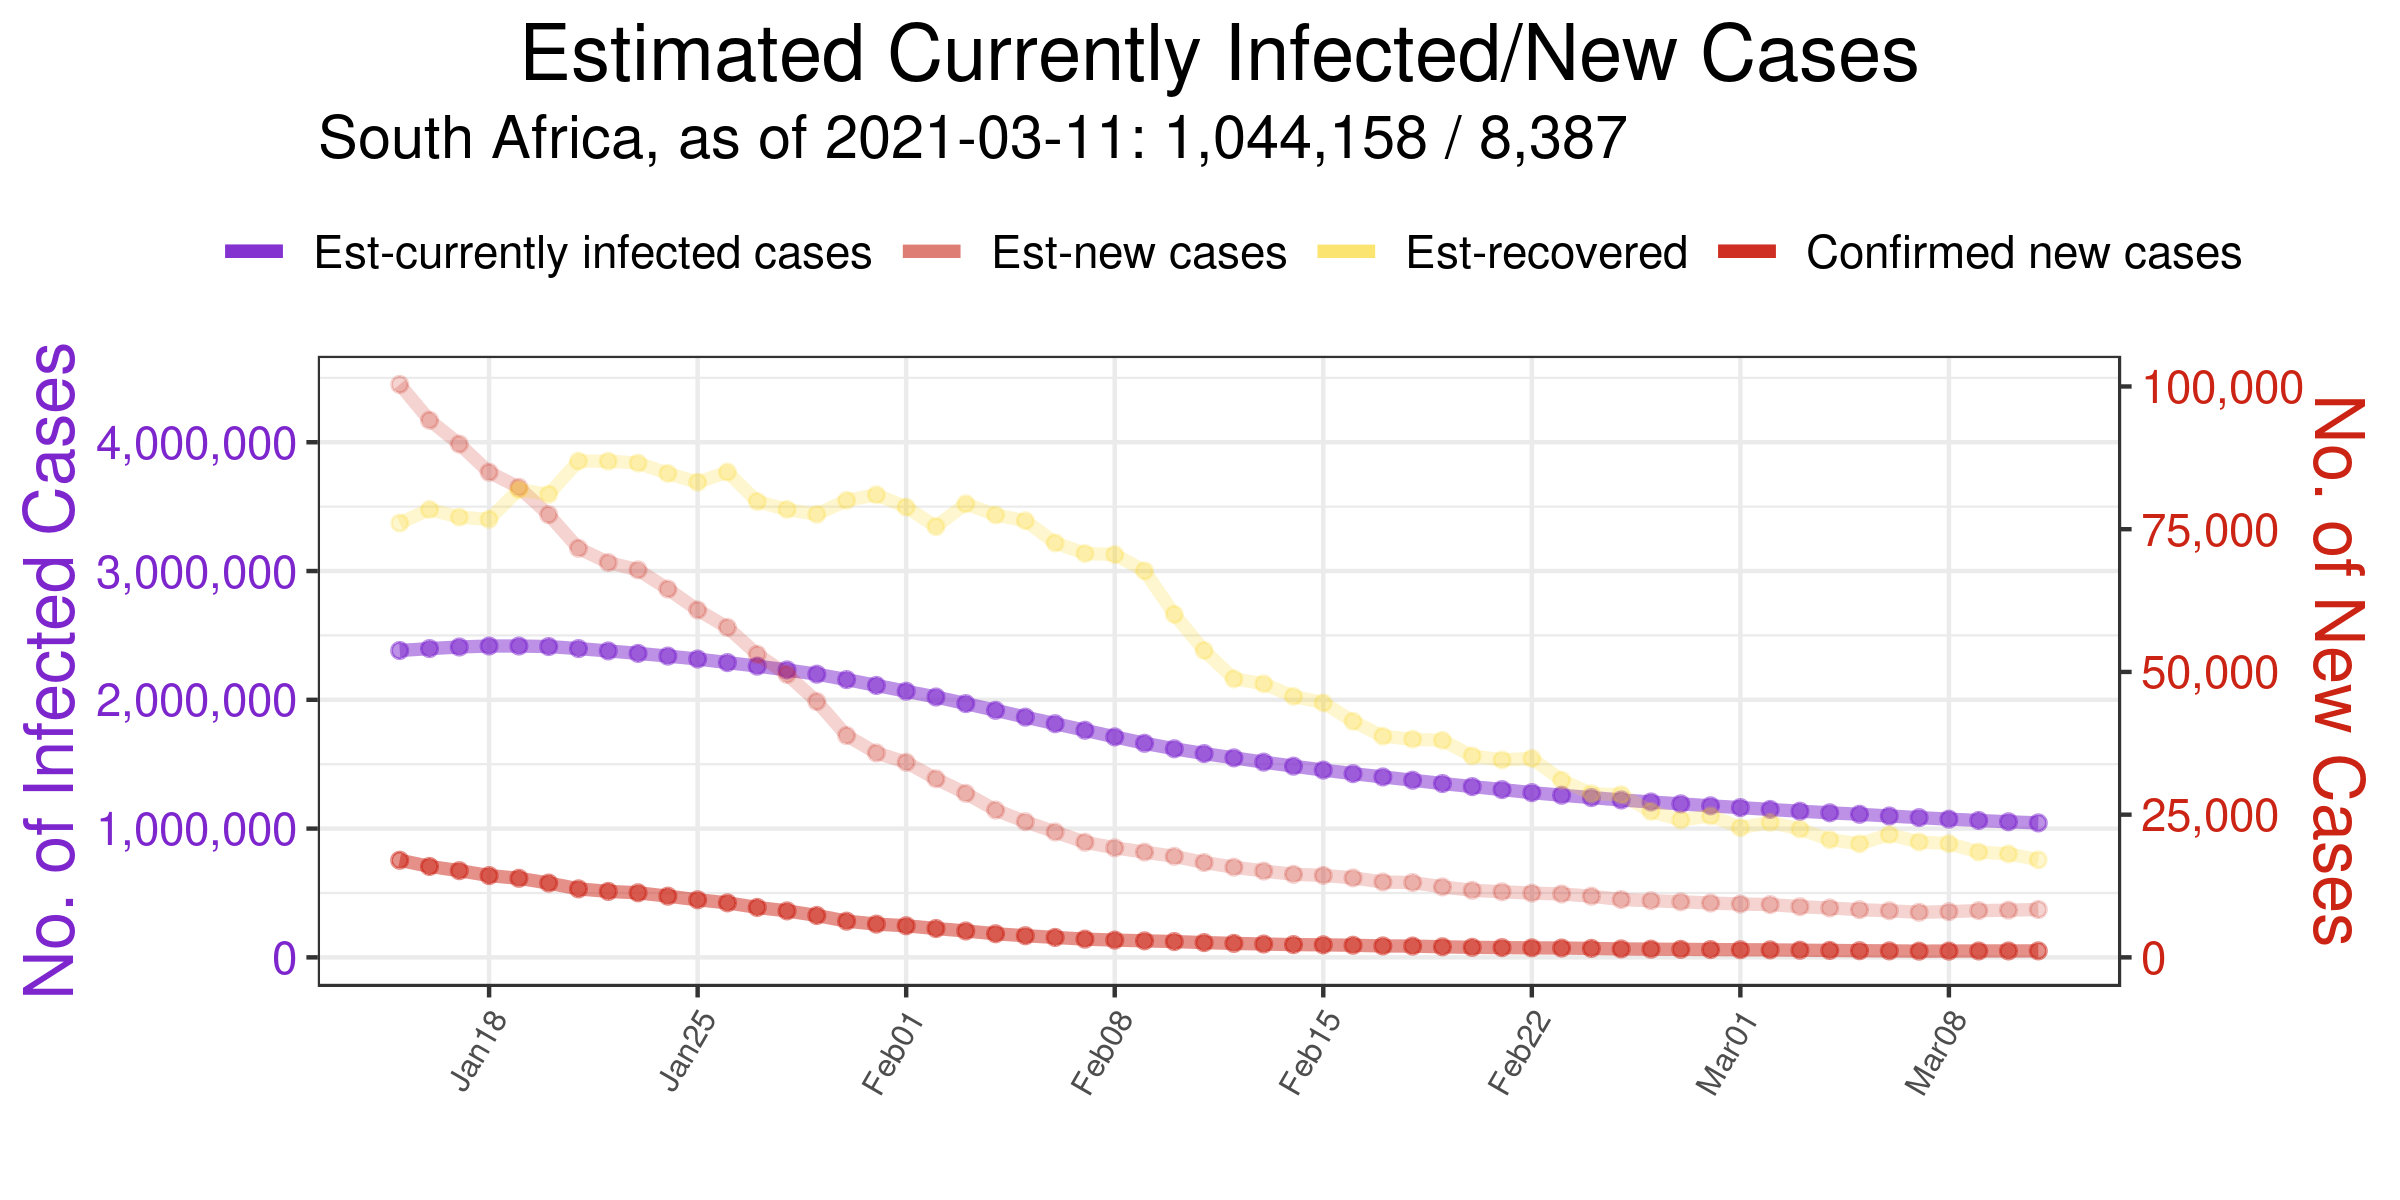 Estimated Currently Infected/New Cases
South Africa, as of 2021-03-11: 1,044,158 / 8,387
Est-currently infected cases
Est-new cases
Est-recovered
Confirmed new cases
No. of Infected Cases
4,000,000
3,000,000
2,000,000
1,000,000
0
100,000
75,000
50,000
25,000
0
No. of New Cases
Jan18
Jan25
Feb01
Feb08
Feb15
Feb22
Mar01
Mar08